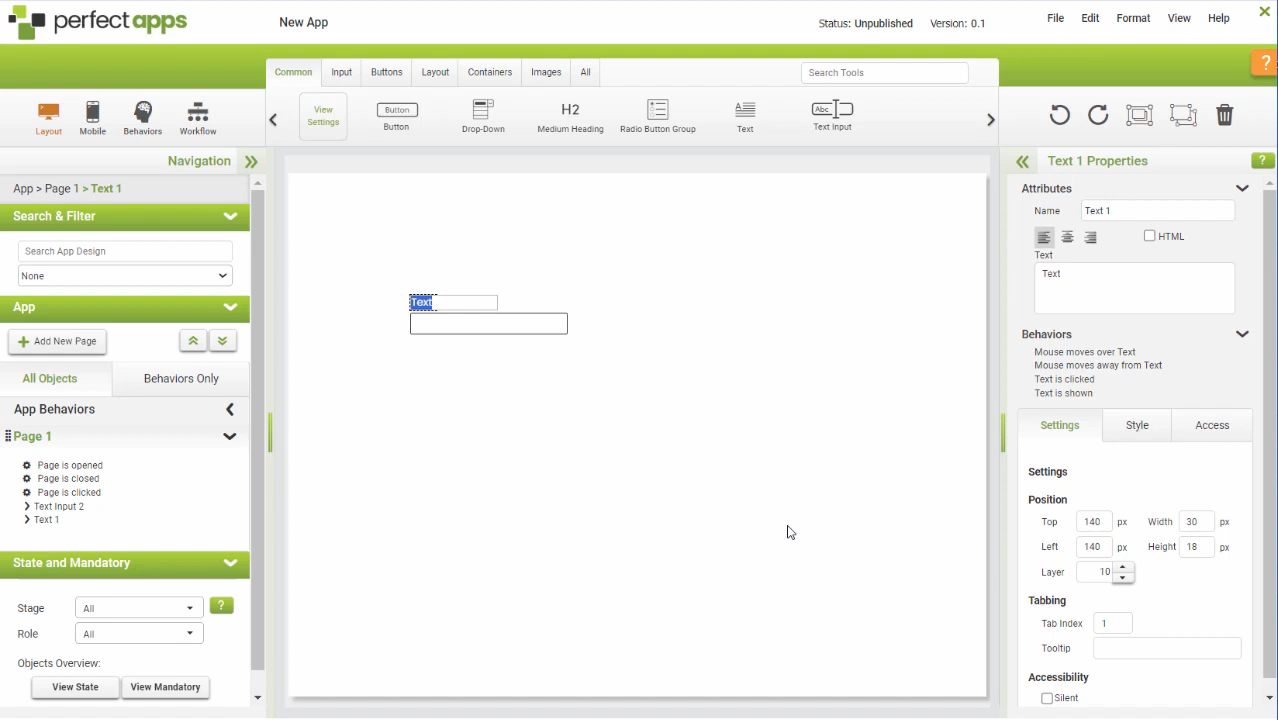 perfect apps
New App
Status: Unpublished
Version: 0.1
File
Edit
Format
View
Help
Common
Input
Buttons
Layout
Containers
Images
All
Search Tools
?
Layout
Mobile
Behaviors
Workflow
View Settings
Button
Button
Drop-Down
H2
Medium Heading
Radio Button Group
Text
Abc
Text Input
Navigation
App > Page 1 > Text 1
Search & Filter
Search App Design
None
App
Add New Page
All Objects
Behaviors Only
App Behaviors
Page 1
Page is opened
Page is closed
Page is clicked
Text Input 2
Text 1
State and Mandatory
Stage
All
?
Role
All
Objects Overview:
View State
View Mandatory
Text
Text 1 Properties
?
Attributes
Name
Text 1
HTML
Text
Text
Behaviors
Mouse moves over Text
Mouse moves away from Text
Text is clicked
Text is shown
Settings
Style
Access
Settings
Position
Top 140 px Width 30 px
Left 140 px Height 18 px
Layer 10
Tabbing
Tab Index 1
Tooltip
Accessibility
Silent